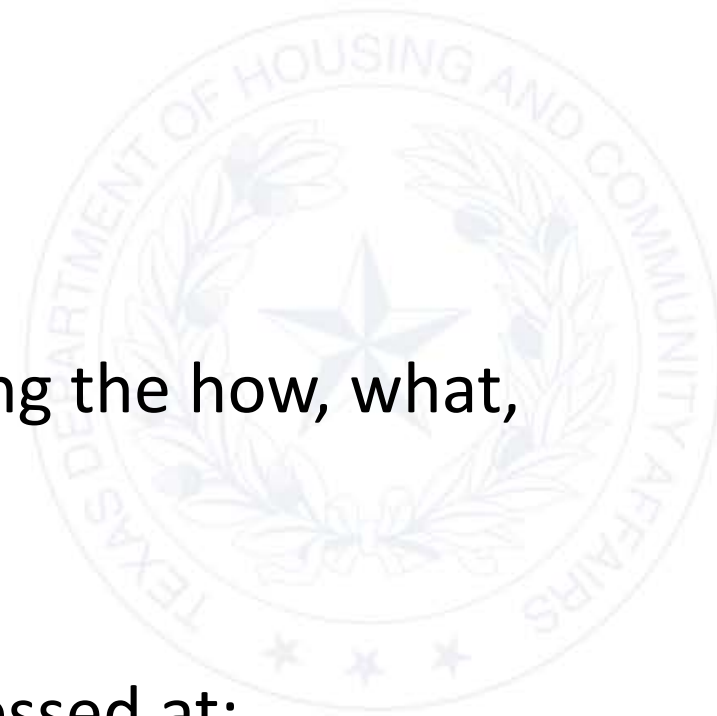 TEXAS DEPARTMENT OF HOUSING AND COMMUNITY AFFAIRS
ng the how, what,
essed at: